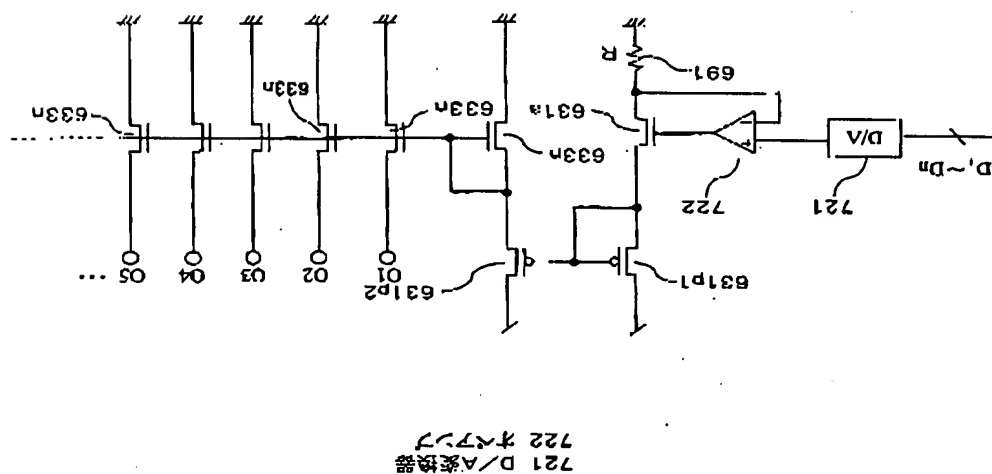 721 D/A変換器
722 オペアンプ
... O5 O4 O3 O2 O1
631p2
631p1
721
722
D/A
D₁~Dn
+
−
633n
633n
633n
633n
631a
691
R